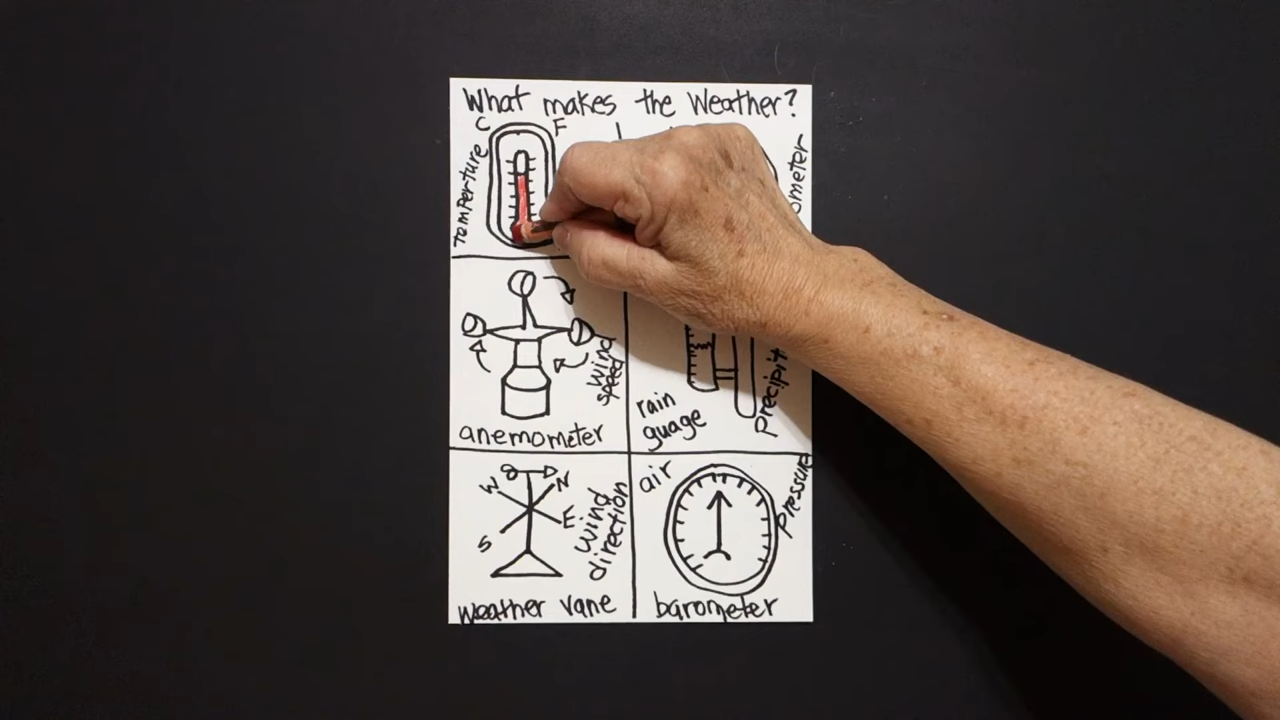 What makes the Weather?
C F
Temperture
ometer
wind
speed
anemometer
rain
guage
Precipit
W N
S E
wind
direction
weather vane
air
Pressure
barometer